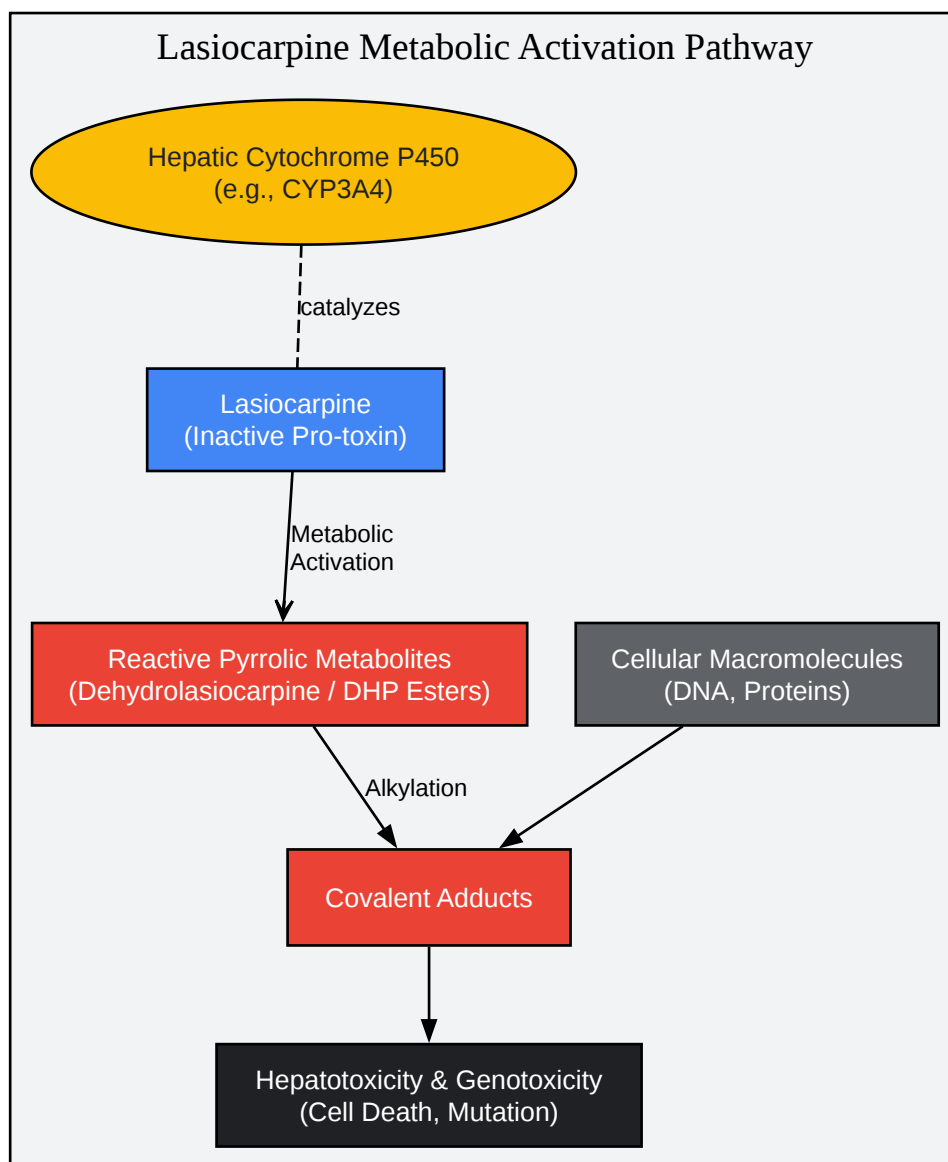 Lasiocarpine Metabolic Activation Pathway
Hepatic Cytochrome P450
(e.g., CYP3A4)
catalyzes
Lasiocarpine
(Inactive Pro-toxin)
Metabolic
Activation
Reactive Pyrrolic Metabolites
(Dehydrolasiocarpine / DHP Esters)
Cellular Macromolecules
(DNA, Proteins)
Alkylation
Covalent Adducts
Hepatotoxicity & Genotoxicity
(Cell Death, Mutation)